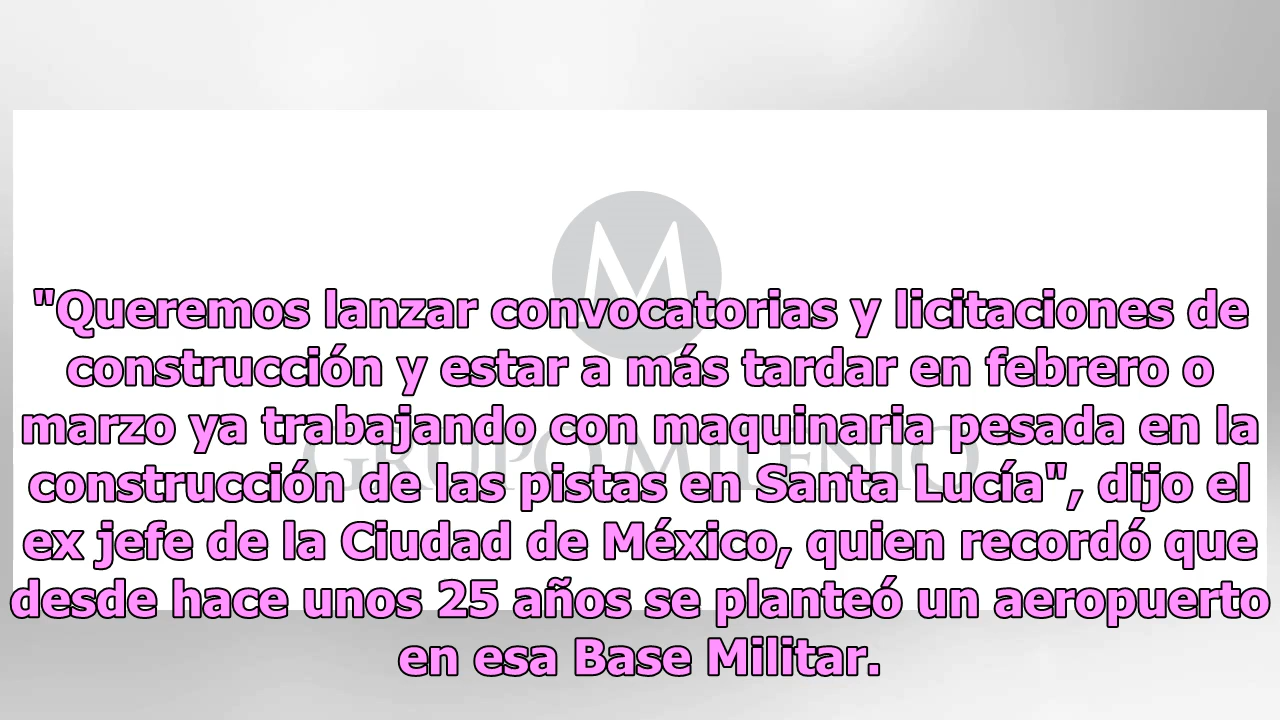 M
"Queremos lanzar convocatorias y licitaciones de
construcción y estar a más tardar en febrero o
marzo ya trabajando con maquinaria pesada en la
GRUPO MILENIO
construcción de las pistas en Santa Lucía", dijo el
ex jefe de la Ciudad de México, quien recordó que
desde hace unos 25 años se planteó un aeropuerto
en esa Base Militar.